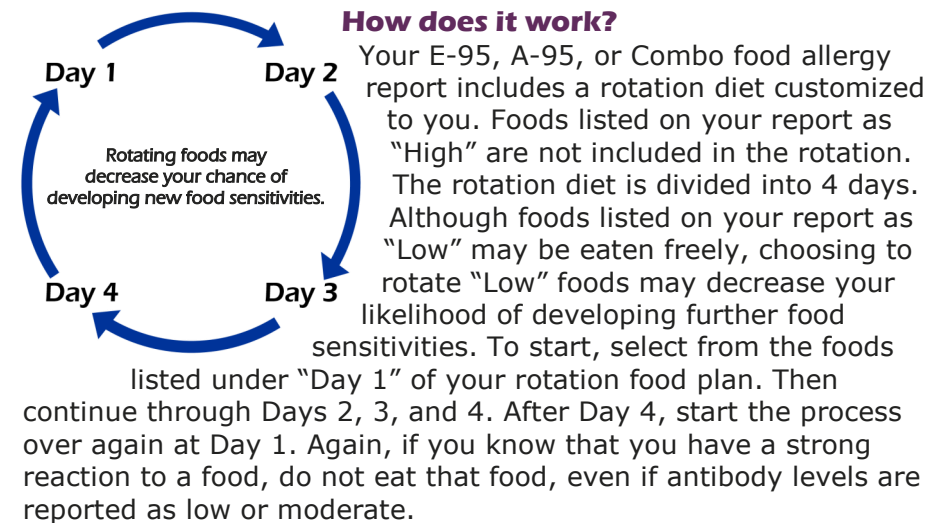 How does it work?
Day 1
Day 2
Rotating foods may
decrease your chance of
developing new food sensitivities.
Day 4
Day 3
Your E-95, A-95, or Combo food allergy
report includes a rotation diet customized
to you. Foods listed on your report as
“High” are not included in the rotation.
The rotation diet is divided into 4 days.
Although foods listed on your report as
“Low” may be eaten freely, choosing to
rotate “Low” foods may decrease your
likelihood of developing further food
sensitivities. To start, select from the foods
listed under “Day 1” of your rotation food plan. Then
continue through Days 2, 3, and 4. After Day 4, start the process
over again at Day 1. Again, if you know that you have a strong
reaction to a food, do not eat that food, even if antibody levels are
reported as low or moderate.